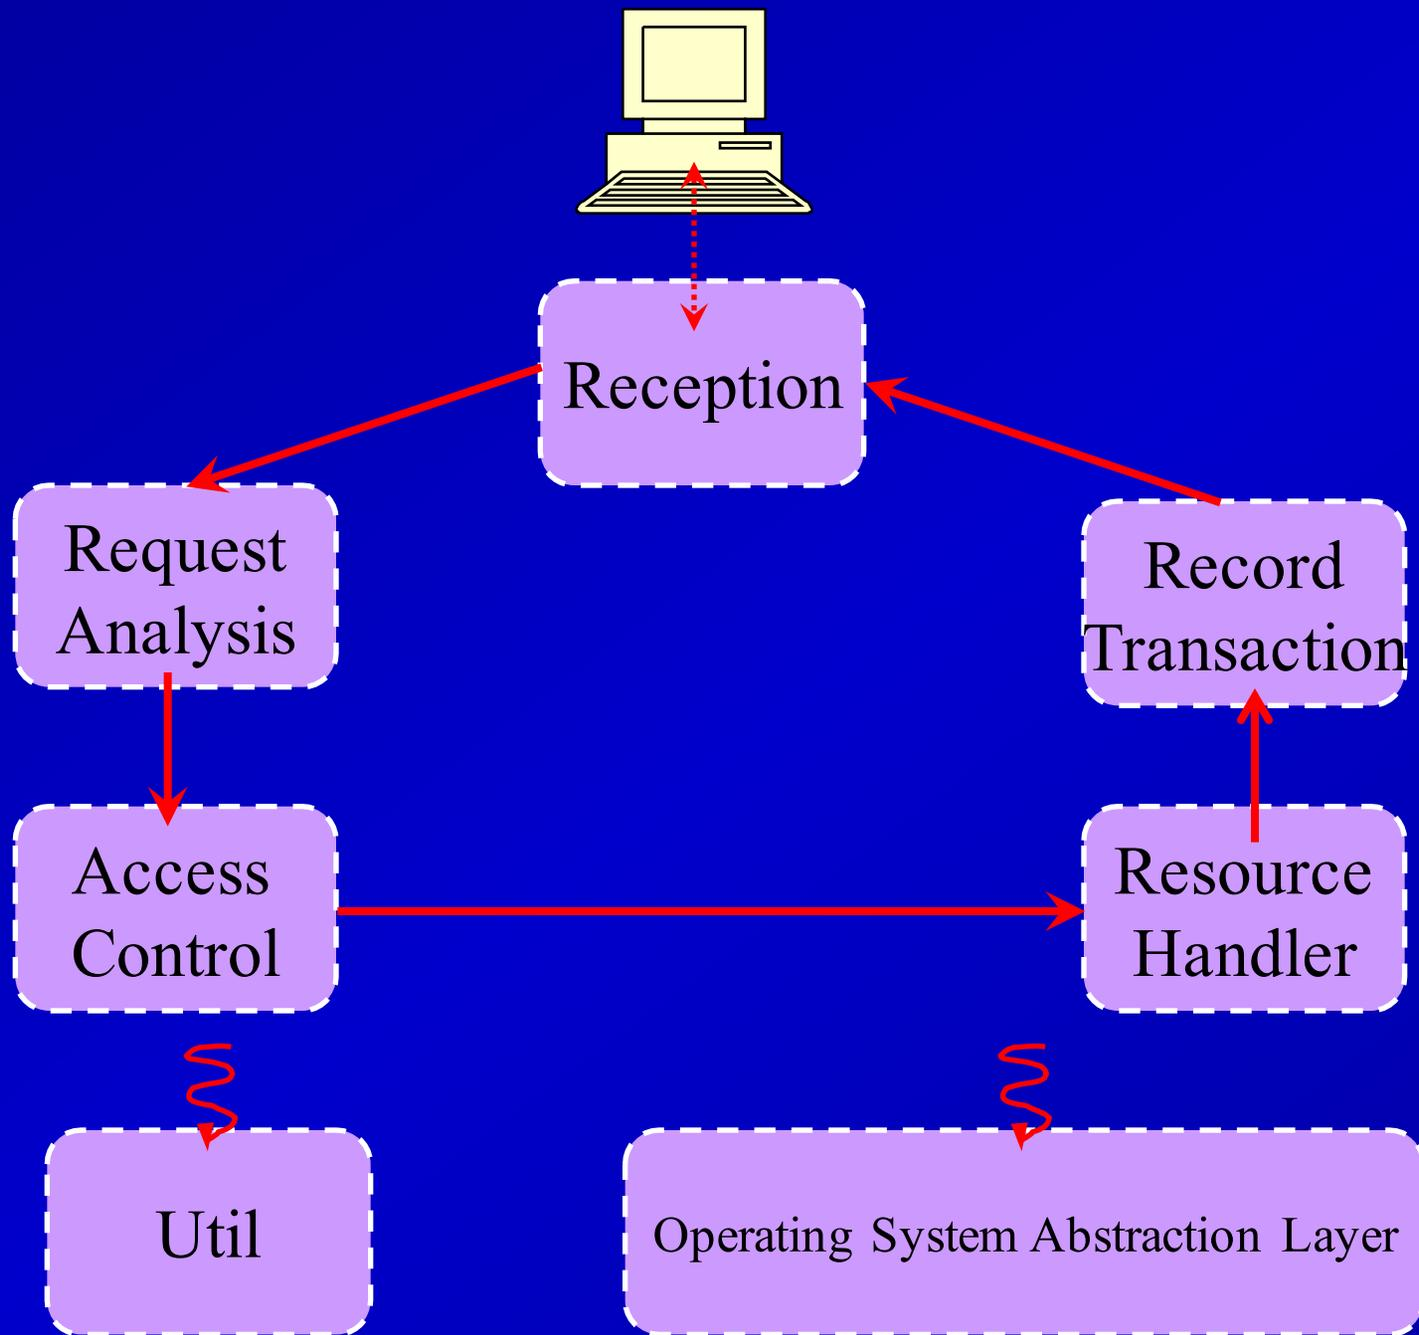 Reception
Request
Analysis
Record
Transaction
Access
Control
Resource
Handler
Util
Operating System Abstraction Layer